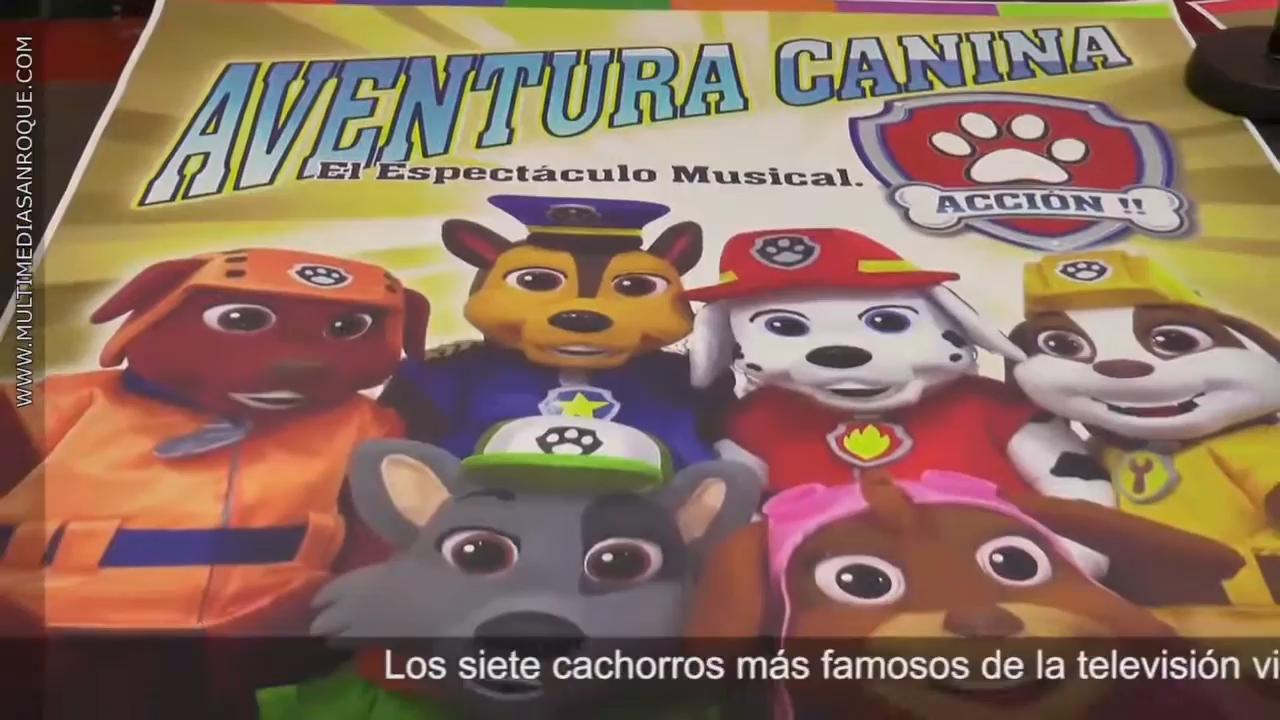 WWW.MULTIMEDIASANROQUE.COM
AVENTURA CANINA
El Espectáculo Musical.
ACCIÓN !!
Los siete cachorros más famosos de la televisión vi